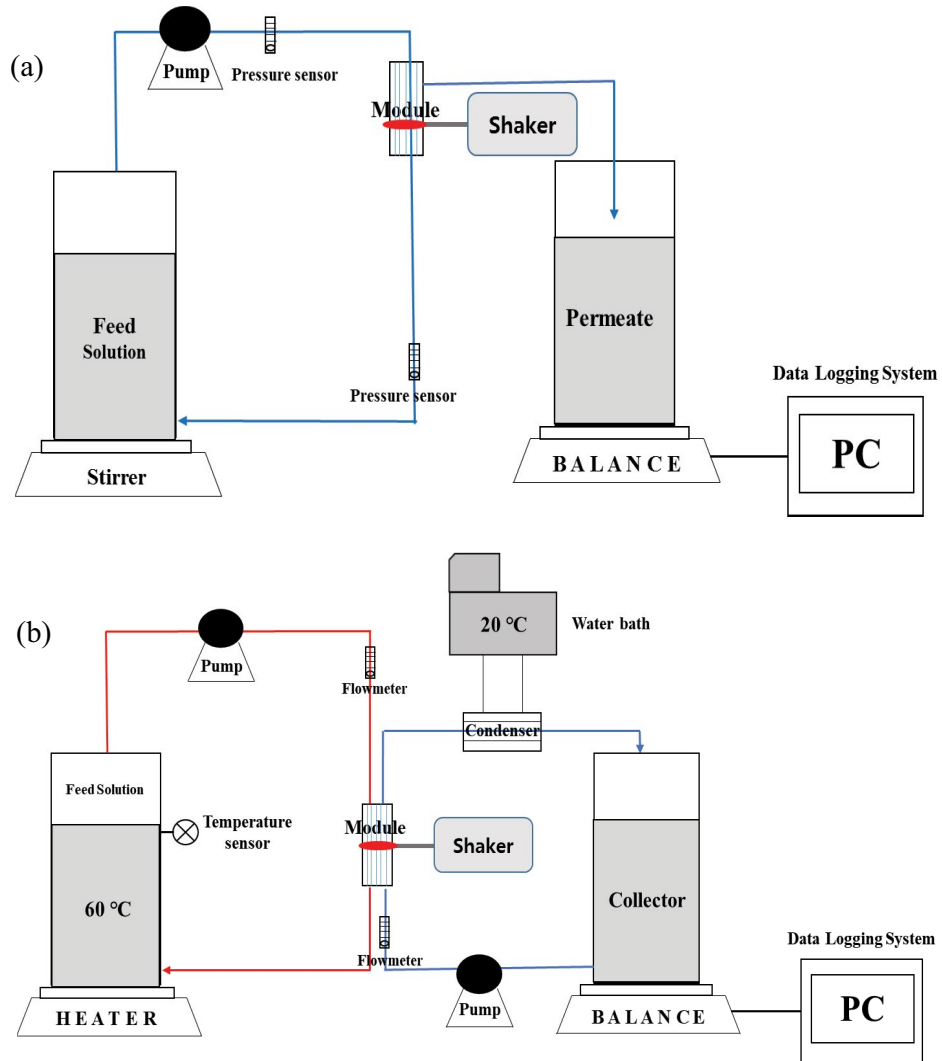 (a)
Pump
Pressure sensor
Module
Shaker
Feed
Solution
Permeate
Pressure sensor
Data Logging System
Stirrer
BALANCE
PC
(b)
20 °C
Water bath
Pump
Flowmeter
Condenser
Feed Solution
Temperature
sensor
Module
Shaker
60 °C
Collector
Flowmeter
Data Logging System
Pump
HEATER
BALANCE
PC